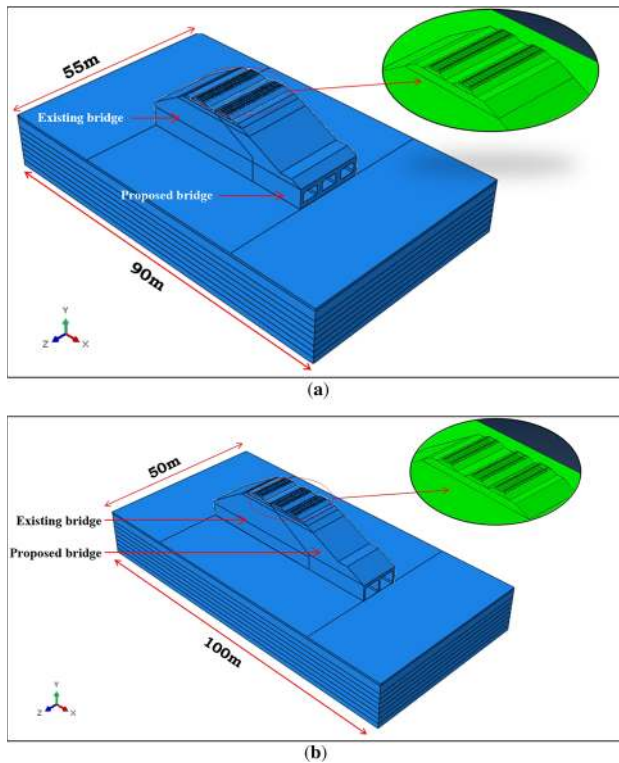 55m
Existing bridge
Proposed bridge
90m
Y
Z
X
(a)
50m
Existing bridge
Proposed bridge
100m
Y
Z
X
(b)